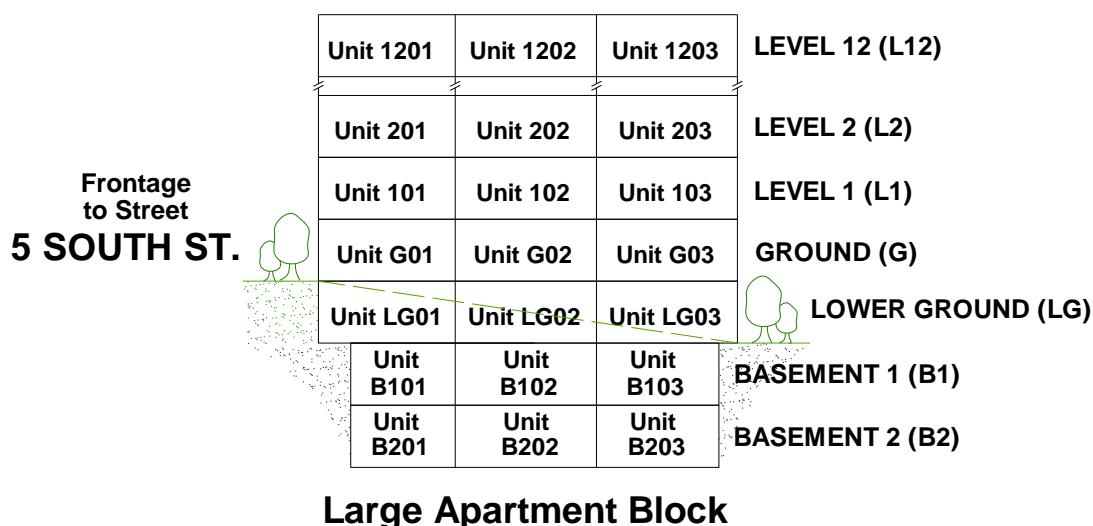 Unit 1201 Unit 1202 Unit 1203 LEVEL 12 (L12)
Unit 201 Unit 202 Unit 203 LEVEL 2 (L2)
Unit 101 Unit 102 Unit 103 LEVEL 1 (L1)
Frontage
to Street
5 SOUTH ST.
Unit G01 Unit G02 Unit G03 GROUND (G)
Unit LG01 Unit LG02 Unit LG03 LOWER GROUND (LG)
Unit
B101
Unit
B102
Unit
B103
BASEMENT 1 (B1)
Unit
B201
Unit
B202
Unit
B203
BASEMENT 2 (B2)
Large Apartment Block